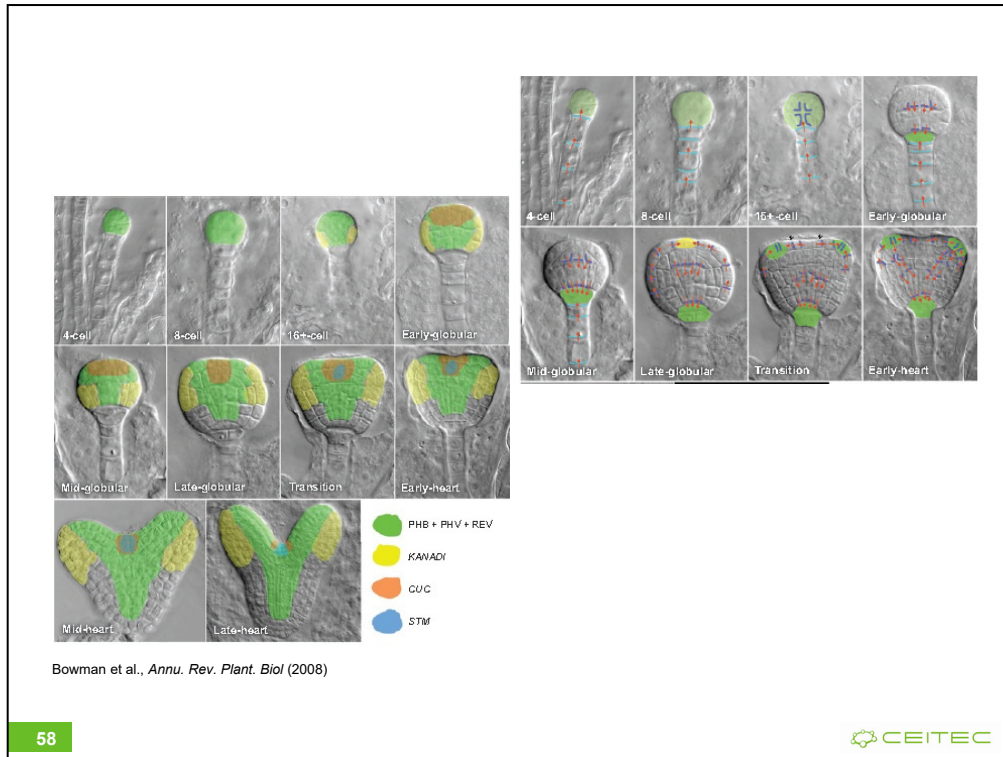 4-cell
8-cell
16+-cell
Early-globular
Mid-globular
Late-globular
Transition
Early-heart
Mid-heart
Late-heart
PHB + PHV + REV
KANADI
CUC
STM
4-cell
8-cell
16+-cell
Early-globular
Mid-globular
Late-globular
Transition
Early-heart
Bowman et al., Annu. Rev. Plant. Biol (2008)
58
CEITEC